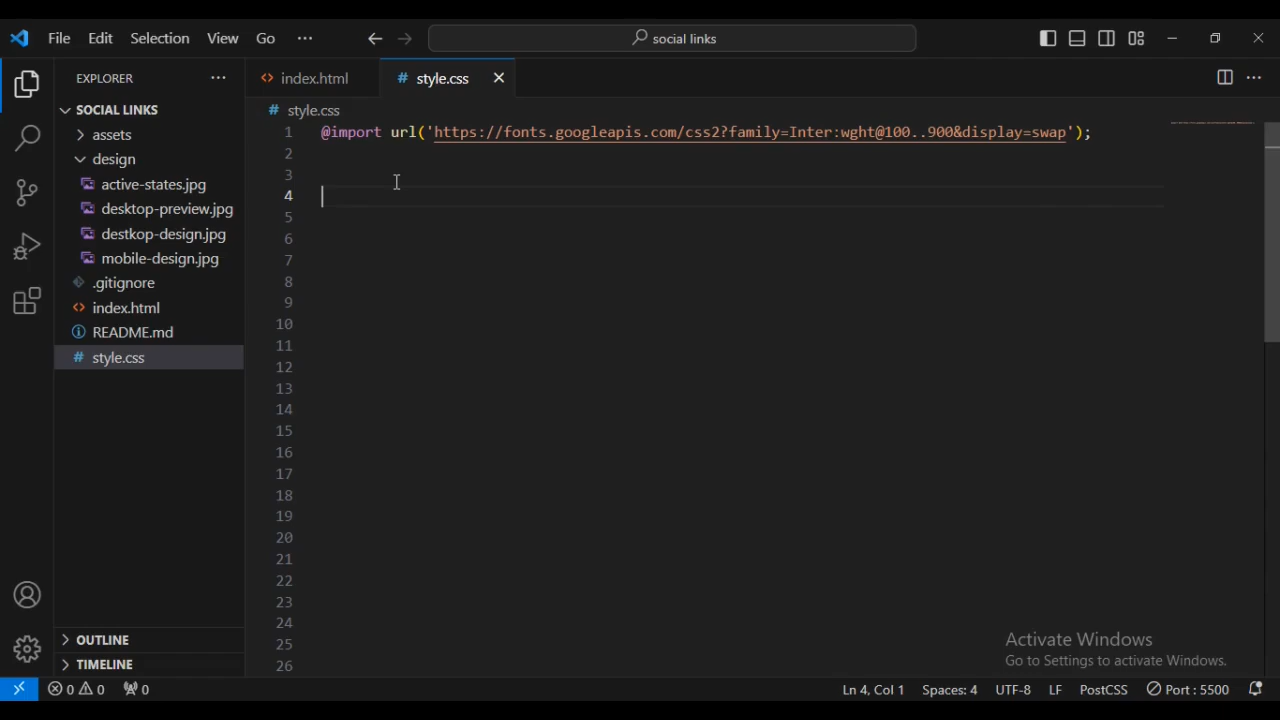 File Edit Selection View Go ··· social links
EXPLORER ···
index.html style.css
SOCIAL LINKS
assets
design
active-states.jpg
desktop-preview.jpg
destkop-design.jpg
mobile-design.jpg
.gitignore
index.html
README.md
style.css
OUTLINE
TIMELINE
# style.css
1 @import url('https://fonts.googleapis.com/css2?family=Inter:wght@100..900&display=swap');
2
3
4
5
6
7
8
9
10
11
12
13
14
15
16
17
18
19
20
21
22
23
24
25
26
Activate Windows
Go to Settings to activate Windows.
0 0 0 Ln 4, Col 1 Spaces: 4 UTF-8 LF PostCSS Port : 5500